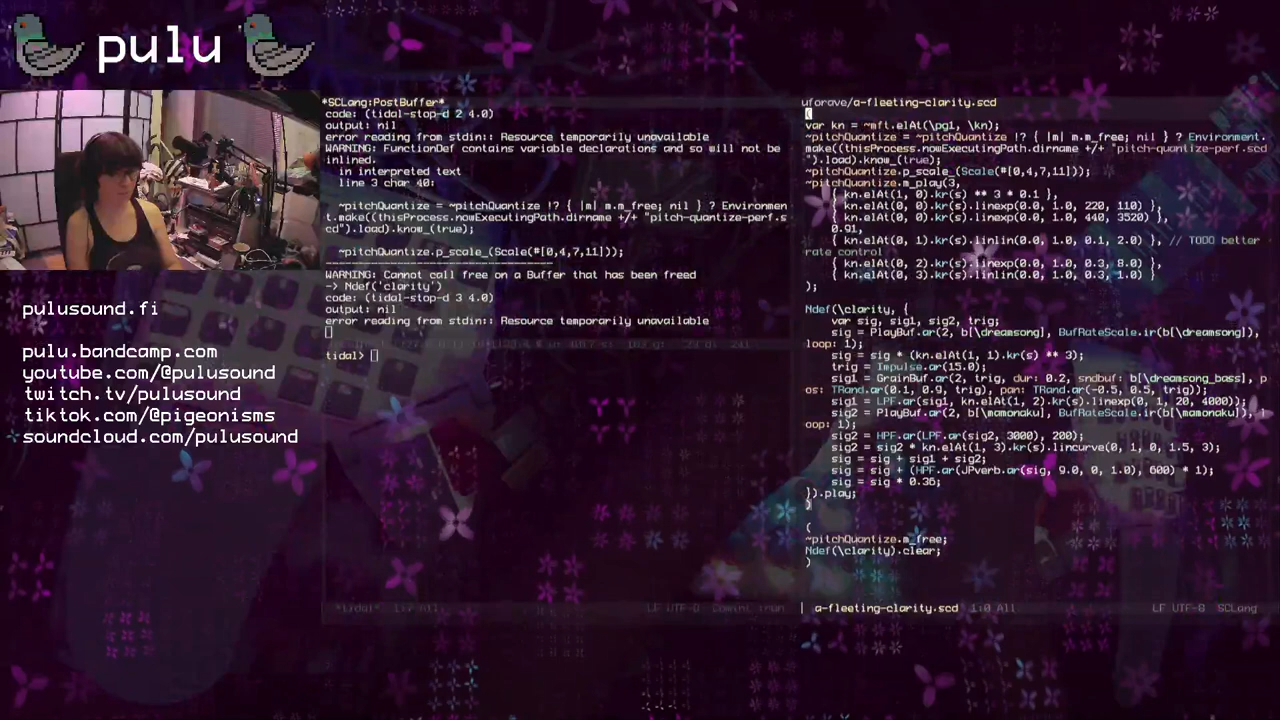 pulu
pulusound.fi
pulu.bandcamp.com
youtube.com/@pulusound
twitch.tv/pulusound
tiktok.com/@pigeonisms
soundcloud.com/pulusound
*SCLang:PostBuffer*
code: (tidal-stop-d 2 4.0)
output: nil
error reading from stdin:: Resource temporarily unavailable
WARNING: FunctionDef contains variable declarations and so will not be
inlined.
in interpreted text
line 3 char 40:
~pitchQuantize = ~pitchQuantize !? { |m| m.m_free; nil } ? Environmen
t.make((thisProcess.nowExecutingPath.dirname +/+ "pitch-quantize-perf.s
cd").load).know_(true);
~pitchQuantize.p_scale_(Scale(#[0,4,7,11]));
-----------------------------------
WARNING: Cannot call free on a Buffer that has been freed
-> Ndef('clarity')
code: (tidal-stop-d 3 4.0)
output: nil
error reading from stdin:: Resource temporarily unavailable
tidal>
uforave/a-fleeting-clarity.scd
(
var kn = ~mft.elAt(\pg1, \kn);
~pitchQuantize = ~pitchQuantize !? { |m| m.m_free; nil } ? Environment.
make((thisProcess.nowExecutingPath.dirname +/+ "pitch-quantize-perf.scd
").load).know_(true);
~pitchQuantize.p_scale_(Scale(#[0,4,7,11]));
~pitchQuantize.m_play(3,
{ kn.elAt(1, 0).kr(s) ** 3 * 0.1 },
{ kn.elAt(0, 0).kr(s).linexp(0.0, 1.0, 220, 110) },
{ kn.elAt(0, 0).kr(s).linexp(0.0, 1.0, 440, 3520) },
0.91,
{ kn.elAt(0, 1).kr(s).linlin(0.0, 1.0, 0.1, 2.0) }, // TODO better
rate control
{ kn.elAt(0, 2).kr(s).linexp(0.0, 1.0, 0.3, 8.0) },
{ kn.elAt(0, 3).kr(s).linlin(0.0, 1.0, 0.3, 1.0) },
);
Ndef(\clarity, {
var sig, sig1, sig2, trig;
sig = PlayBuf.ar(2, b[\dreamsong], BufRateScale.ir(b[\dreamsong]),
loop: 1);
sig = sig * (kn.elAt(1, 1).kr(s) ** 3);
trig = Impulse.ar(15.0);
sig1 = GrainBuf.ar(2, trig, dur: 0.2, sndbuf: b[\dreamsong_bass], p
os: TRand.ar(0.1, 0.9, trig), pan: TRand.ar(-0.5, 0.5, trig));
sig1 = LPF.ar(sig1, kn.elAt(1, 2).kr(s).linexp(0, 1, 20, 4000));
sig2 = PlayBuf.ar(2, b[\mamonaku], BufRateScale.ir(b[\mamonaku]), l
oop: 1);
sig2 = HPF.ar(LPF.ar(sig2, 3000), 200);
sig2 = sig2 * kn.elAt(1, 3).kr(s).lincurve(0, 1, 0, 1.5, 3);
sig = sig + sig1 + sig2;
sig = sig + (HPF.ar(JPverb.ar(sig, 9.0, 0, 1.0), 600) * 1);
sig = sig * 0.36;
}).play;
)
(
~pitchQuantize.m_free;
Ndef(\clarity).clear;
)
a-fleeting-clarity.scd 1:0 All LF UTF-8 SCLang